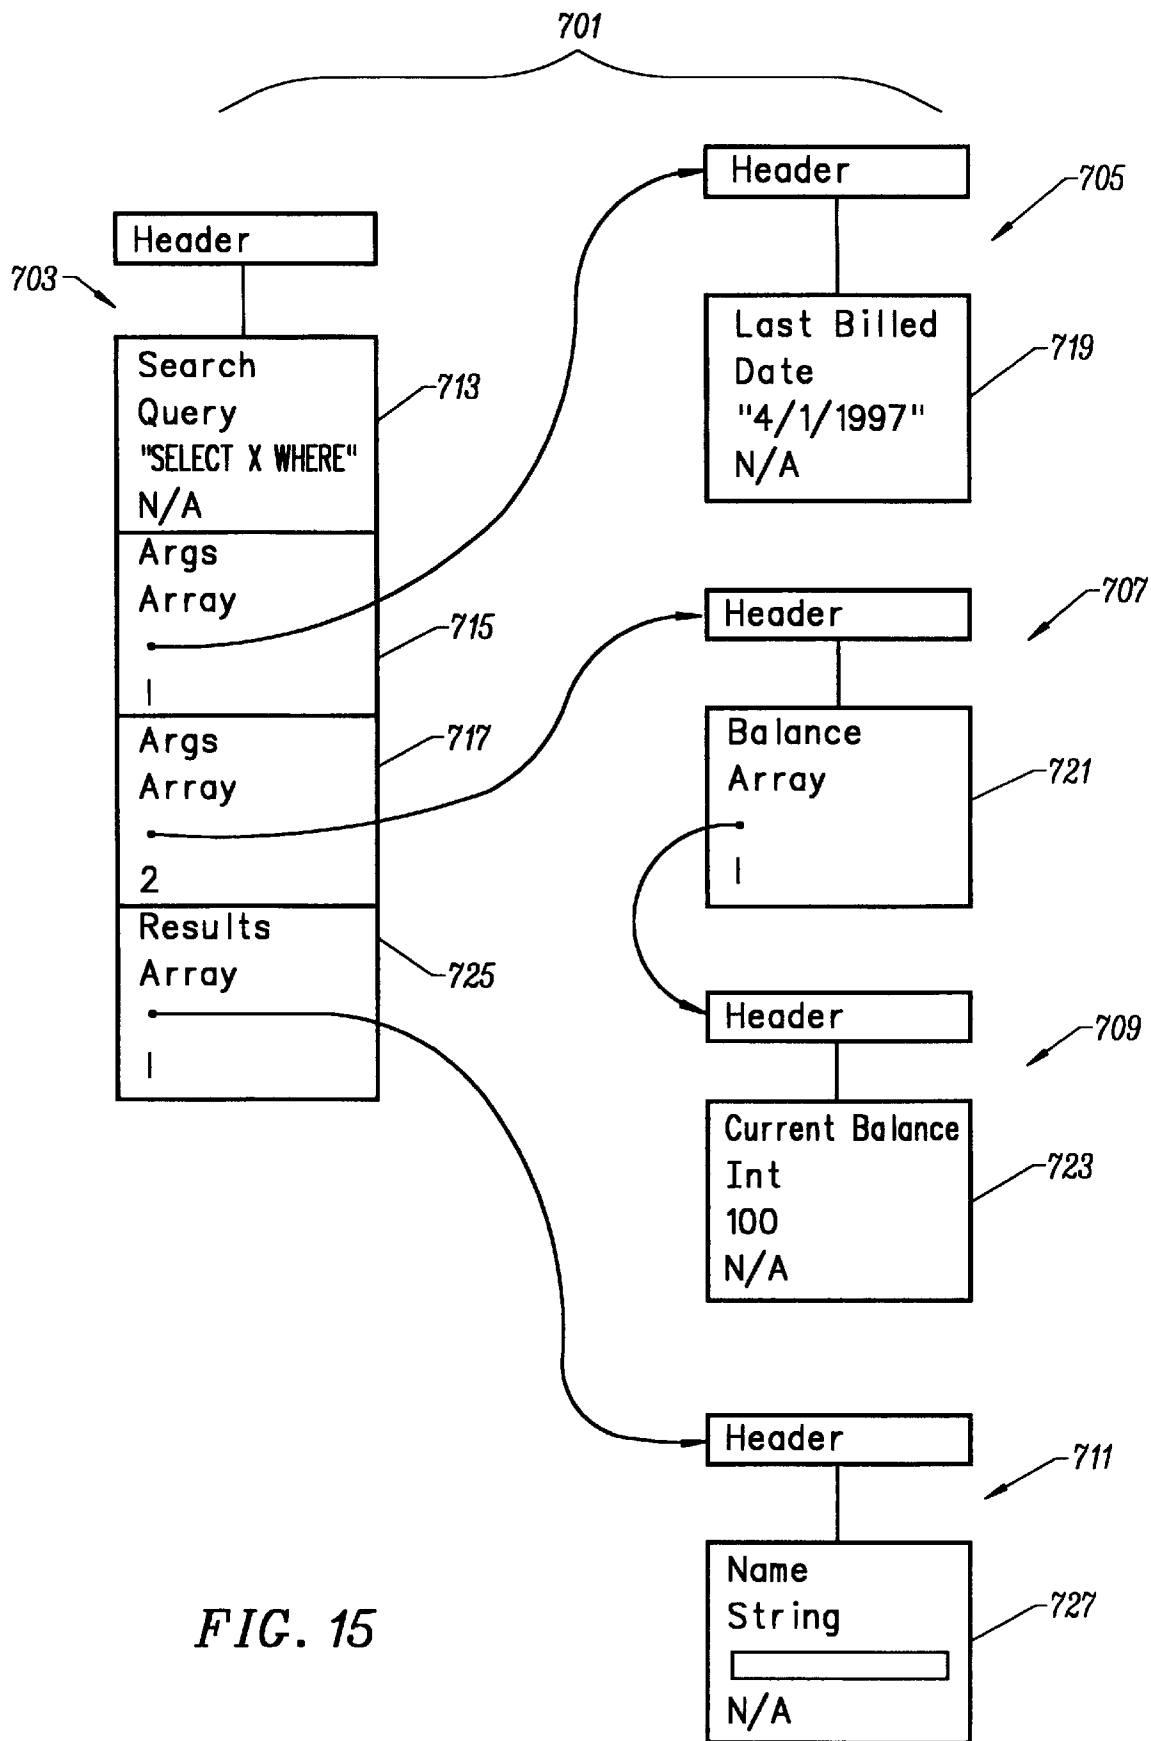 701
Header
703
Search
Query
"SELECT X WHERE"
N/A
713
Args
Array
1
715
Args
Array
2
717
Results
Array
1
725
Header
705
Last Billed
Date
"4/1/1997"
N/A
719
Header
707
Balance
Array
1
721
Header
709
Current Balance
Int
100
N/A
723
Header
711
Name
String
N/A
727
FIG. 15